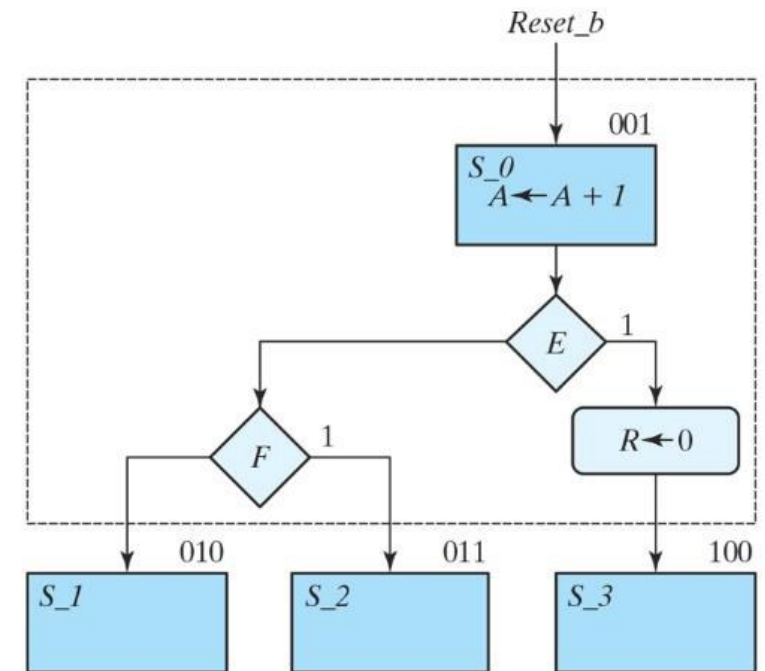 Reset_b
001
S_0
A ← A + 1
E
1
R ← 0
F
1
010
011
100
S_1
S_2
S_3